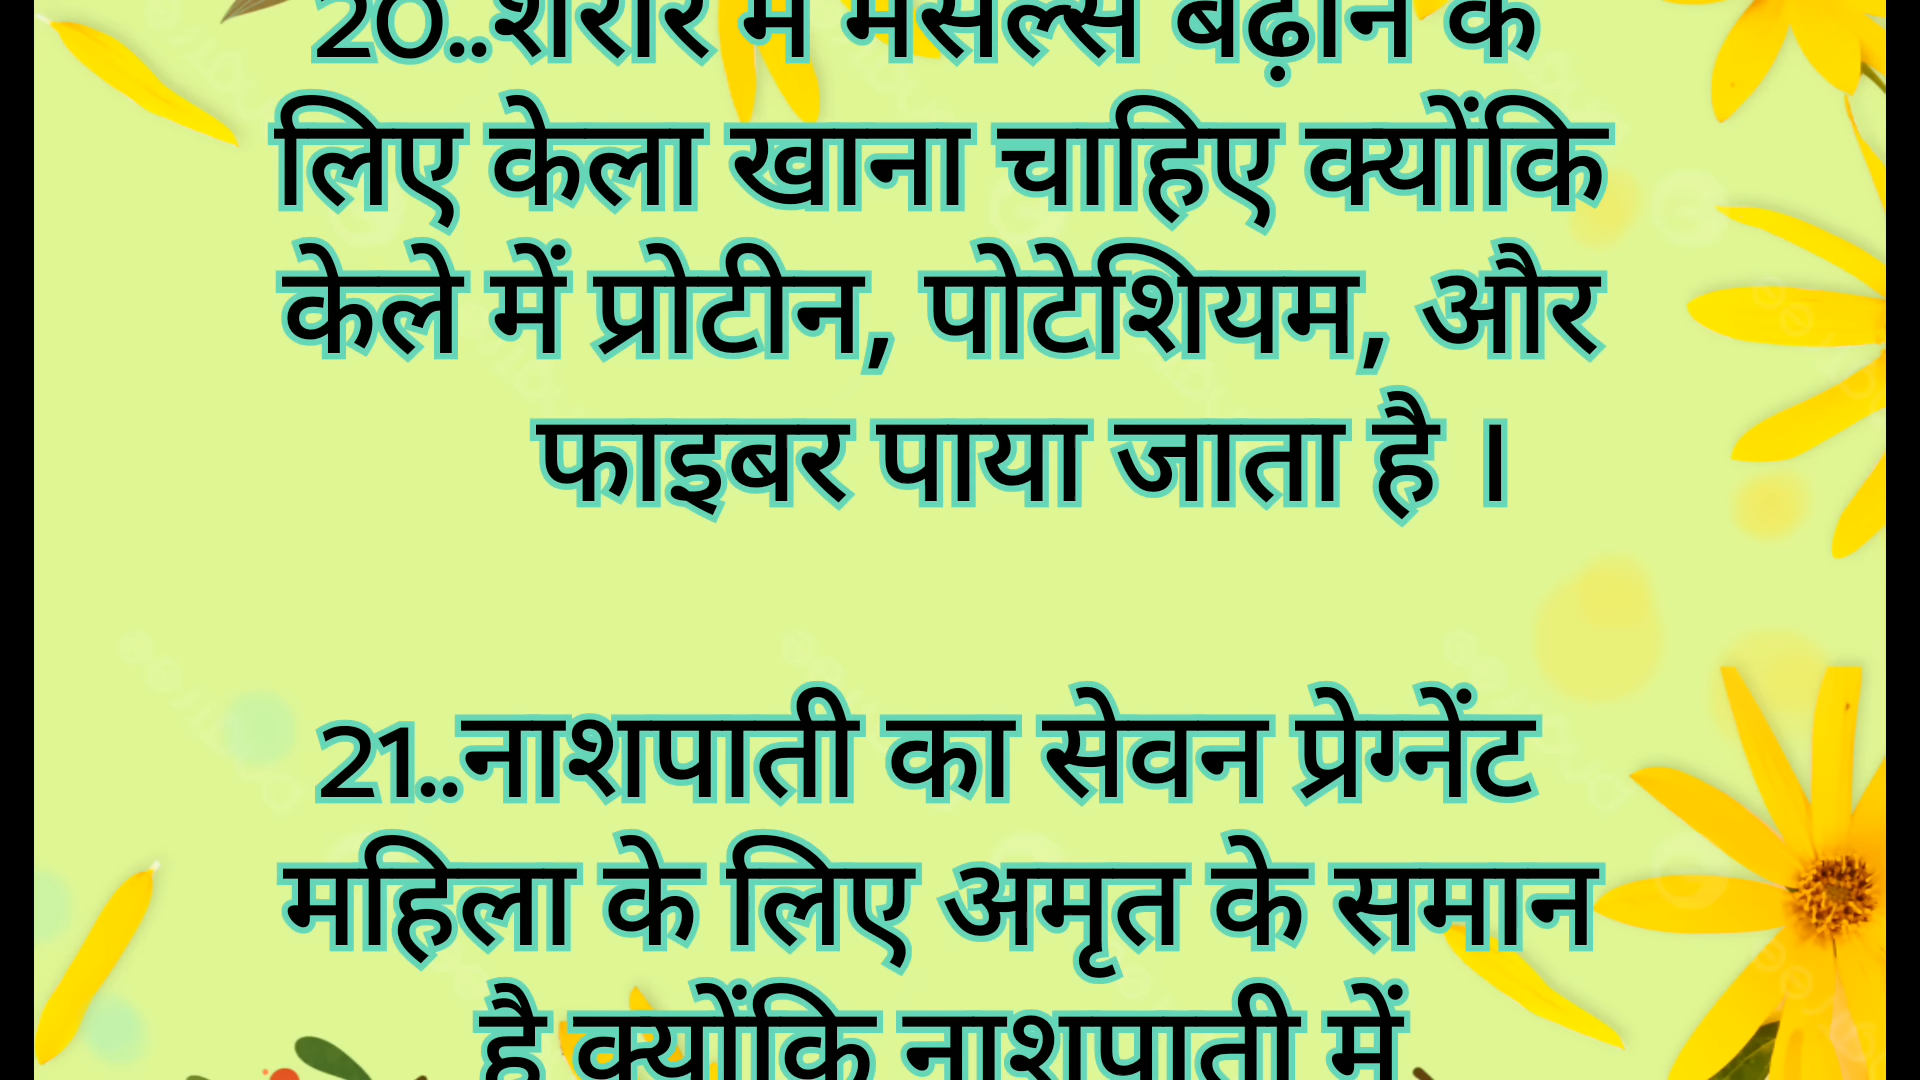 20..शरीर में मसल्स बढ़ाने के
लिए केला खाना चाहिए क्योंकि
केले में प्रोटीन, पोटेशियम, और
फाइबर पाया जाता है ।
21..नाशपाती का सेवन प्रेग्नेंट
महिला के लिए अमृत के समान
है क्योंकि नाशपाती में